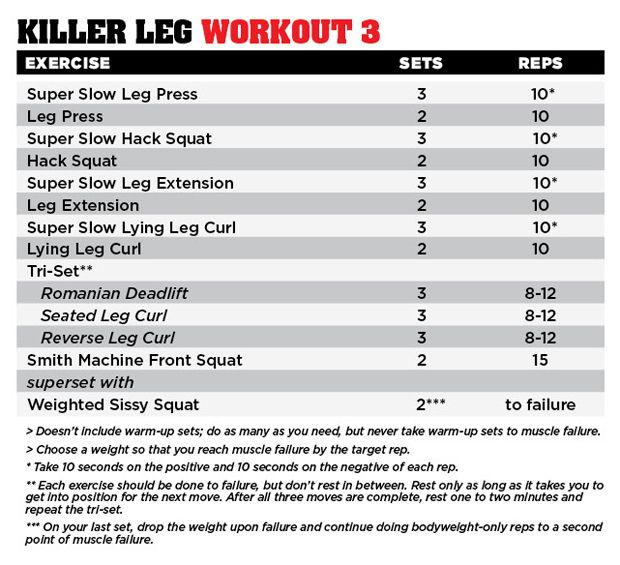 KILLER LEG WORKOUT 3
EXERCISE SETS REPS
Super Slow Leg Press 3 10*
Leg Press 2 10
Super Slow Hack Squat 3 10*
Hack Squat 2 10
Super Slow Leg Extension 3 10*
Leg Extension 2 10
Super Slow Lying Leg Curl 3 10*
Lying Leg Curl 2 10
Tri-Set**
Romanian Deadlift 3 8-12
Seated Leg Curl 3 8-12
Reverse Leg Curl 3 8-12
Smith Machine Front Squat 2 15
superset with
Weighted Sissy Squat 2*** to failure
> Doesn't include warm-up sets; do as many as you need, but never take warm-up sets to muscle failure.
> Choose a weight so that you reach muscle failure by the target rep.
* Take 10 seconds on the positive and 10 seconds on the negative of each rep.
** Each exercise should be done to failure, but don't rest in between. Rest only as long as it takes you to
get into position for the next move. After all three moves are complete, rest one to two minutes and
repeat the tri-set.
*** On your last set, drop the weight upon failure and continue doing bodyweight-only reps to a second
point of muscle failure.